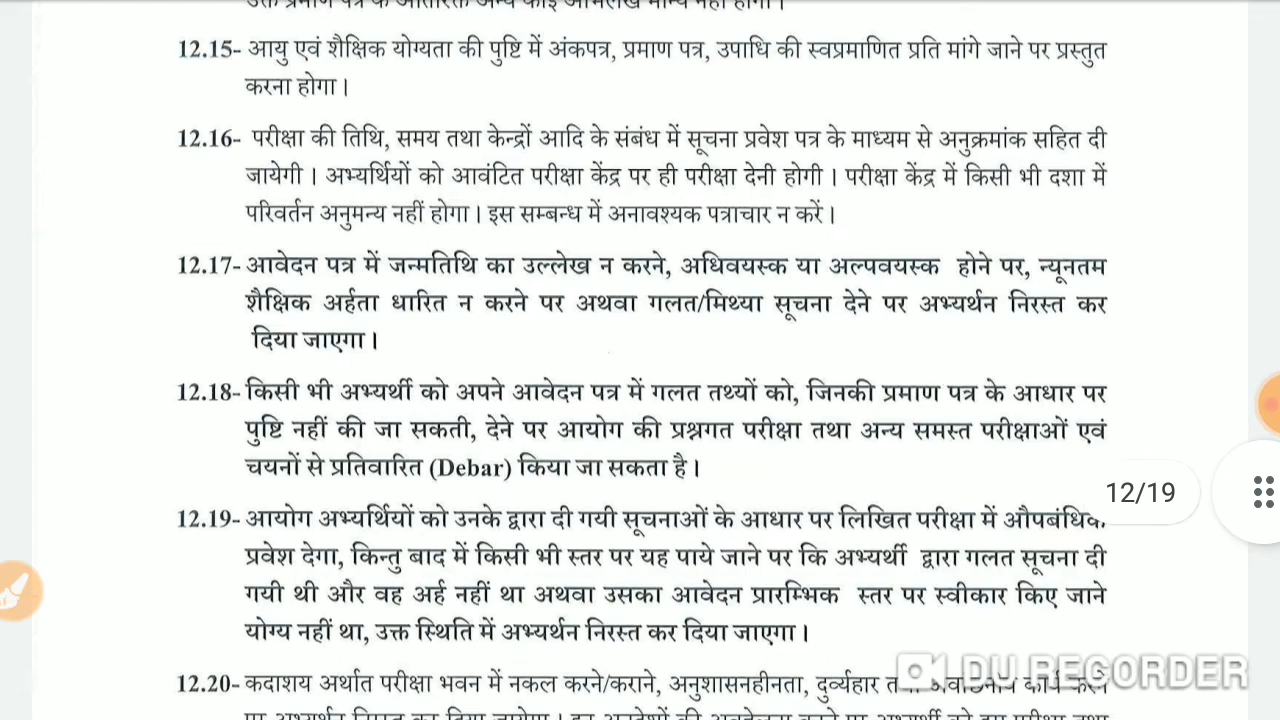 उक्त प्रमाण पत्र के अतिरिक्त अन्य कोई अभिलेख मान्य नहीं होगा।
12.15- आयु एवं शैक्षिक योग्यता की पुष्टि में अंकपत्र, प्रमाण पत्र, उपाधि की स्वप्रमाणित प्रति मांगे जाने पर प्रस्तुत
करना होगा।
12.16- परीक्षा की तिथि, समय तथा केन्द्रों आदि के संबंध में सूचना प्रवेश पत्र के माध्यम से अनुक्रमांक सहित दी
जायेगी। अभ्यर्थियों को आवंटित परीक्षा केंद्र पर ही परीक्षा देनी होगी। परीक्षा केंद्र में किसी भी दशा में
परिवर्तन अनुमन्य नहीं होगा। इस सम्बन्ध में अनावश्यक पत्राचार न करें।
12.17- आवेदन पत्र में जन्मतिथि का उल्लेख न करने, अधिवयस्क या अल्पवयस्क होने पर, न्यूनतम
शैक्षिक अर्हता धारित न करने पर अथवा गलत/मिथ्या सूचना देने पर अभ्यर्थन निरस्त कर
दिया जाएगा।
12.18- किसी भी अभ्यर्थी को अपने आवेदन पत्र में गलत तथ्यों को, जिनकी प्रमाण पत्र के आधार पर
पुष्टि नहीं की जा सकती, देने पर आयोग की प्रश्नगत परीक्षा तथा अन्य समस्त परीक्षाओं एवं
चयनों से प्रतिवारित (Debar) किया जा सकता है।
12/19
12.19- आयोग अभ्यर्थियों को उनके द्वारा दी गयी सूचनाओं के आधार पर लिखित परीक्षा में औपबंधिक
प्रवेश देगा, किन्तु बाद में किसी भी स्तर पर यह पाये जाने पर कि अभ्यर्थी द्वारा गलत सूचना दी
गयी थी और वह अर्ह नहीं था अथवा उसका आवेदन प्रारम्भिक स्तर पर स्वीकार किए जाने
योग्य नहीं था, उक्त स्थिति में अभ्यर्थन निरस्त कर दिया जाएगा।
12.20- कदाशय अर्थात परीक्षा भवन में नकल करने/कराने, अनुशासनहीनता, दुर्व्यहार
DU RECORDER